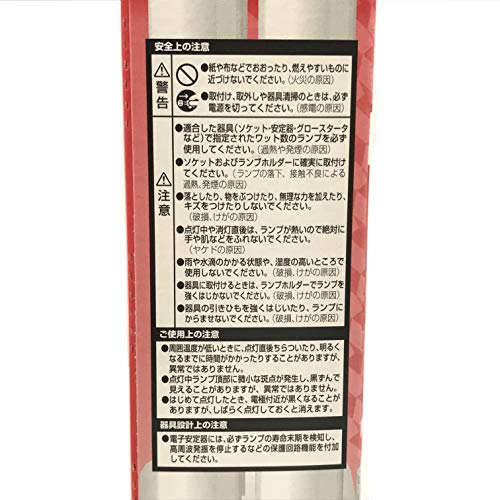 安全上の注意
警告
●紙や布などでおおったり、燃えやすいものに
近づけないでください。（火災の原因）
●取付け、取外しや器具清掃のときは、必ず
電源を切ってください。（感電の原因）
注意
●適合した器具（ソケット・安定器・グロースタータ
など）で指定されたワット数のランプを必ず
使用してください。（過熱や発煙の原因）
●ソケットおよびランプホルダーに確実に取付け
てください。（ランプの落下、接触不良による
過熱、発煙の原因）
●落としたり、物をぶつけたり、無理な力を加えたり、
キズをつけたりしないでください。
（破損、けがの原因）
●点灯中や消灯直後は、ランプが熱いので絶対に
手や肌などをふれないでください。
（ヤケドの原因）
●雨や水滴のかかる状態や、湿度の高いところで
使用しないでください。（破損、けがの原因）
●器具に取付けるときは、ランプホルダーでランプを
強くはじかないでください。（破損、けがの原因）
●器具の引きひもを強くはじいたり、ランプに
からませないでください。（破損、けがの原因）
ご使用上の注意
●周囲温度が低いときに、点灯直後ちらついたり、明るく
なるまでに時間がかかったりすることがありますが、
異常ではありません。
●点灯中ランプ頂部に微小な斑点が発生し、黒ずんで
見えることがありますが、異常ではありません。
●はじめて点灯したとき、電極付近が黒くなることが
ありますが、しばらく点灯しておくと消えます。
器具設計上の注意
●電子安定器には、必ずランプの寿命末期を検知し、
高周波発振を停止するなどの保護回路機能を付加
してください。